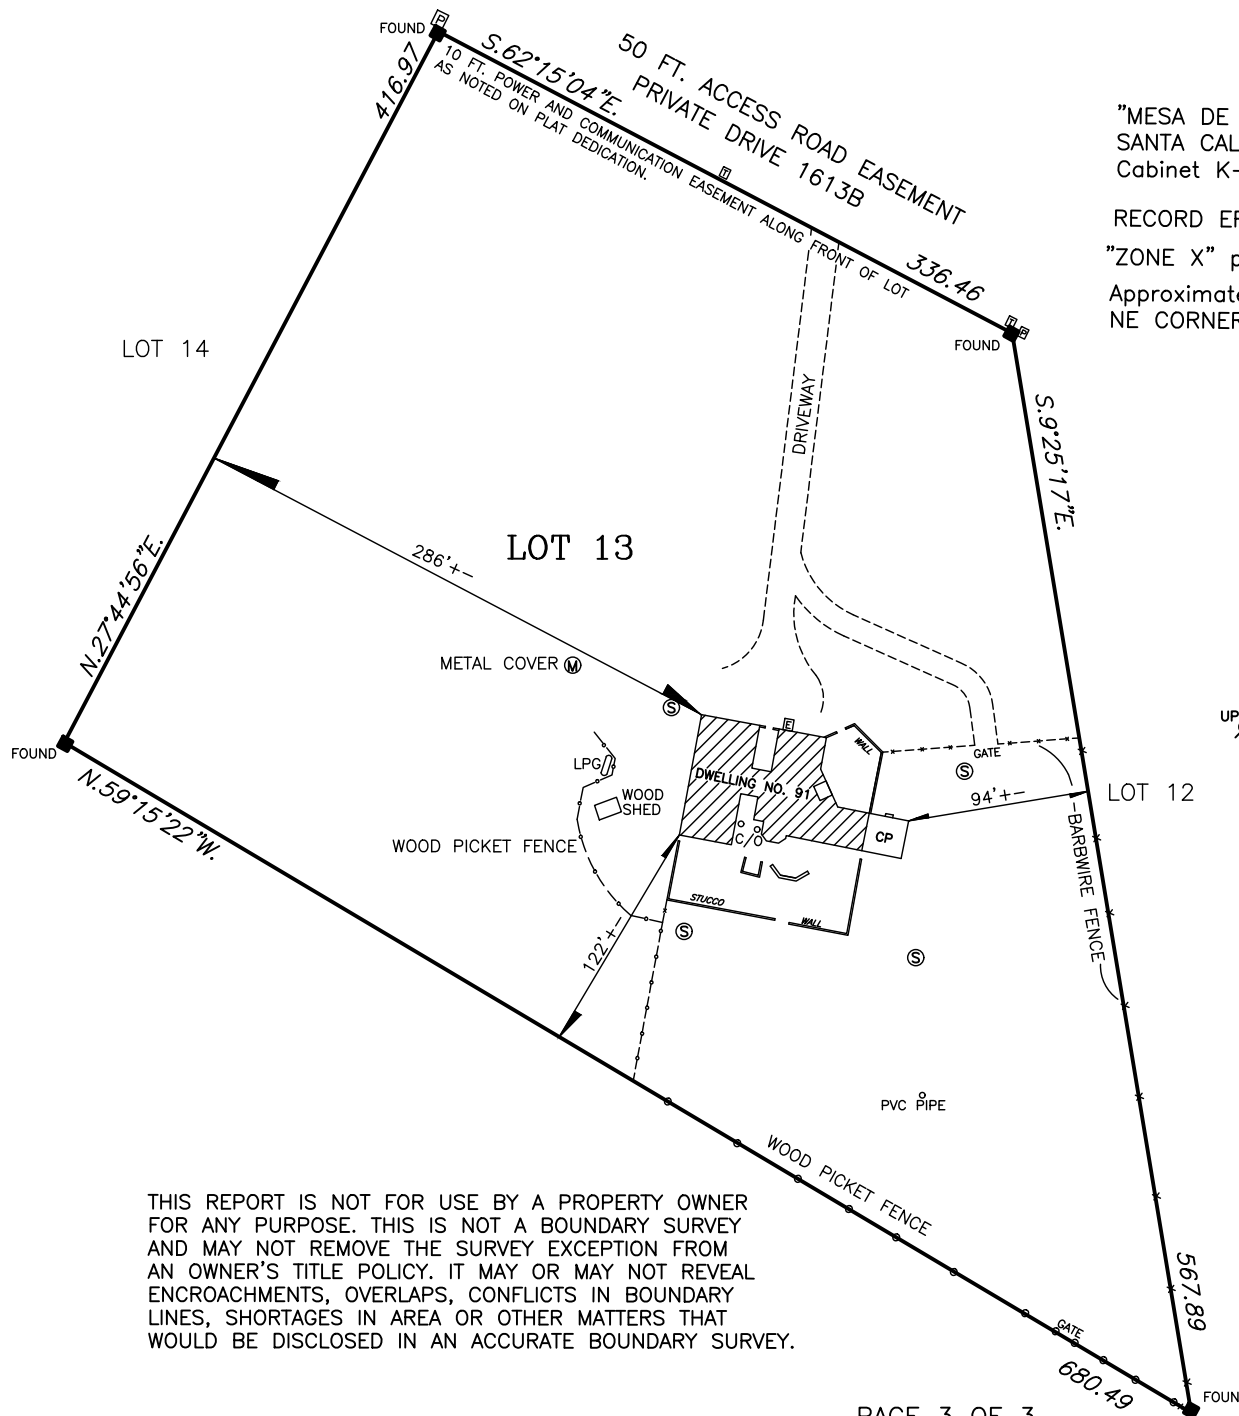 P
FOUND
416.97
S.62°15'04"E.
50 FT. ACCESS ROAD EASEMENT
PRIVATE DRIVE 1613B
10 FT. POWER AND COMMUNICATION EASEMENT ALONG FRONT OF LOT
AS NOTED ON PLAT DEDICATION.
T
336.46
"MESA DE
SANTA CAL
Cabinet K-
RECORD
"ZONE X"
NE CORNER
T
P
FOUND
LOT 14
DRIVEWAY
S.9°25'17"E.
LOT 13
286'+-
N.27°44'56"E.
METAL COVER M
S
FOUND
N.59°15'22"W.
LPG
WOOD
SHED
WOOD PICKET FENCE
E
WALL
DWELLING NO. 91
C/O
CP
GATE
S
94'+-
UP
LOT 12
BARBWIRE FENCE
STUCCO
WALL
122'+-
S
S
PVC PIPE
WOOD PICKET FENCE
THIS REPORT IS NOT FOR USE BY A PROPERTY OWNER
FOR ANY PURPOSE. THIS IS NOT A BOUNDARY SURVEY
AND MAY NOT REMOVE THE SURVEY EXCEPTION FROM
AN OWNER'S TITLE POLICY. IT MAY OR MAY NOT REVEAL
ENCROACHMENTS, OVERLAPS, CONFLICTS IN BOUNDARY
LINES, SHORTAGES IN AREA OR OTHER MATTERS THAT
WOULD BE DISCLOSED IN AN ACCURATE BOUNDARY SURVEY.
567.89
GATE
680.49
PAGE 3 OF 3